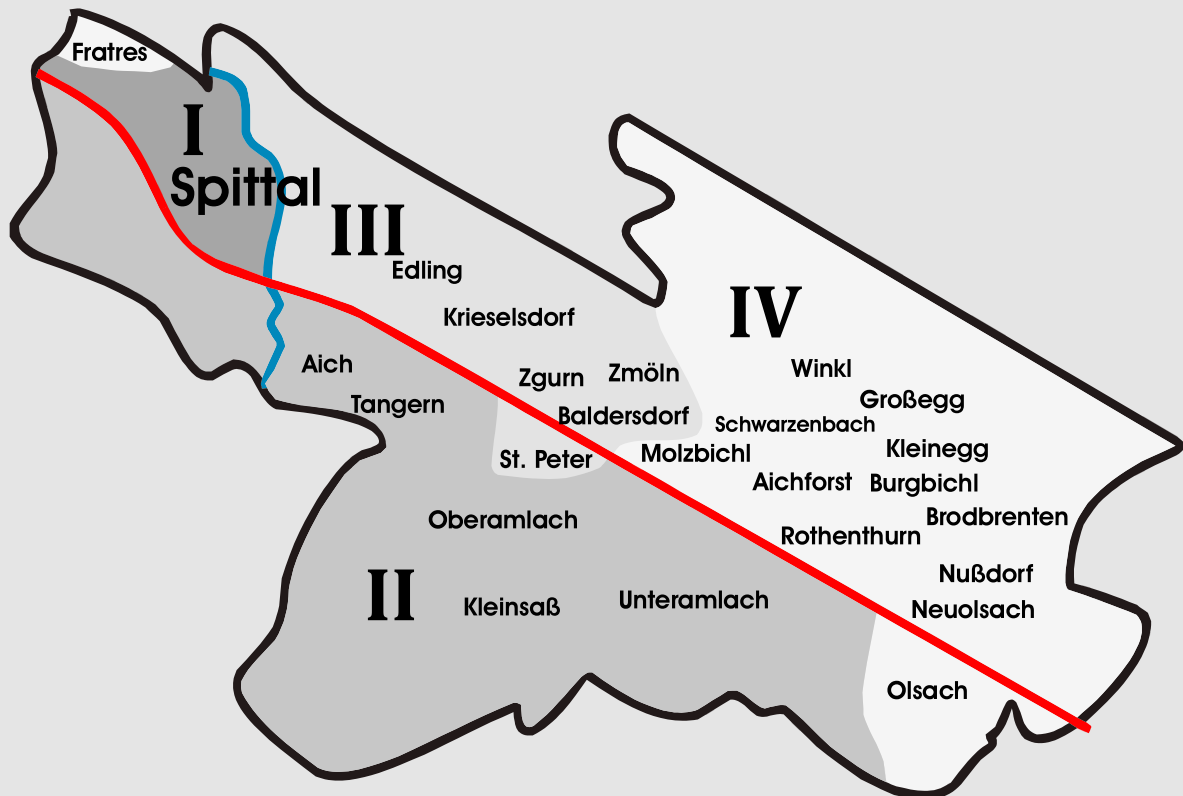 Fratres
I
Spittal
III
Edling
IV
Krieselsdorf
Aich
Zgurn
Zmöln
Winkl
Tangern
Großegg
Baldersdorf
Schwarzenbach
St. Peter
Molzbichl
Kleinegg
Aichforst
Burgbichl
Oberamlach
Brodbrenten
Rothenthurn
Nußdorf
II
Kleinsaß
Unteramlach
Neuolsach
Olsach